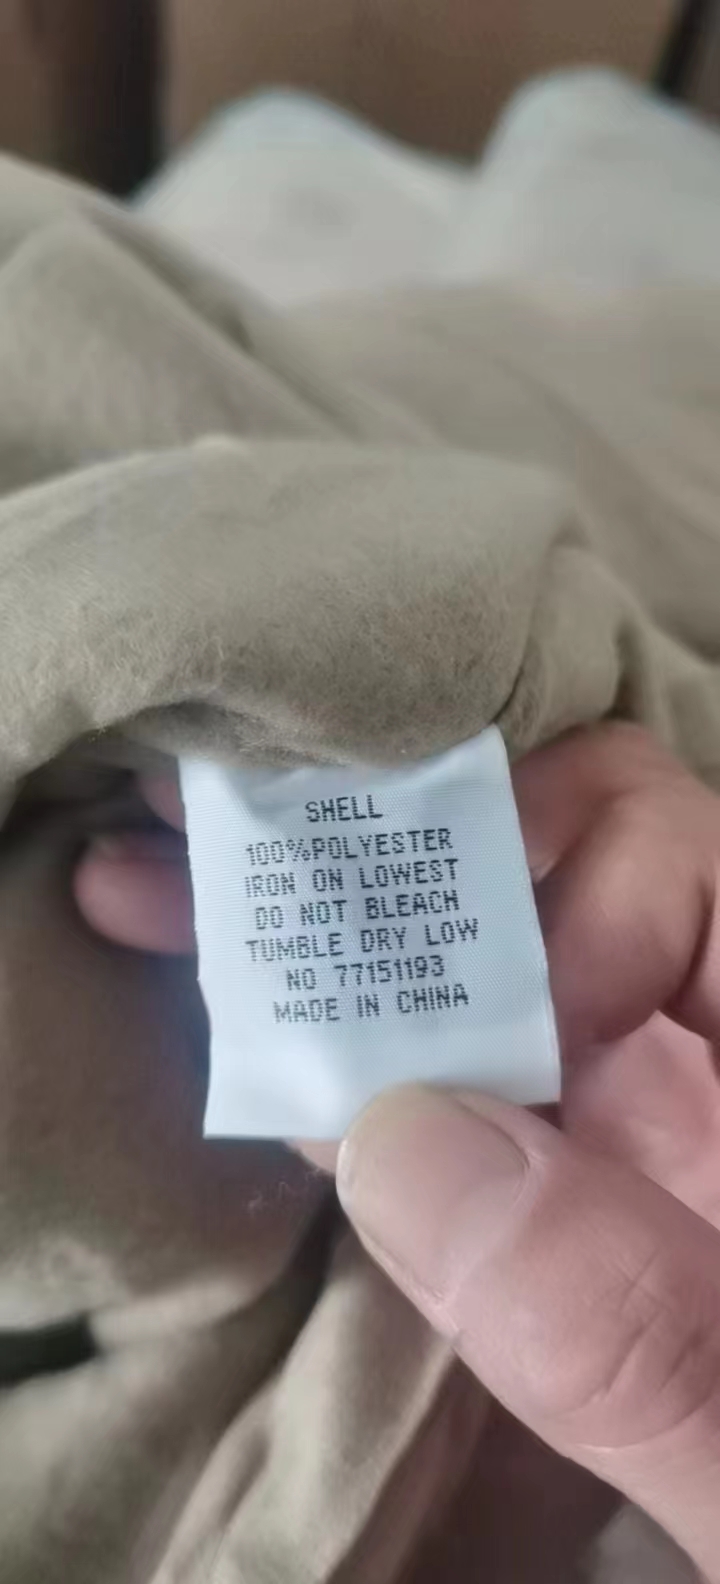 SHELL
100%POLYESTER
IRON ON LOWEST
DO NOT BLEACH
TUMBLE DRY LOW
NO 77151193
MADE IN CHINA